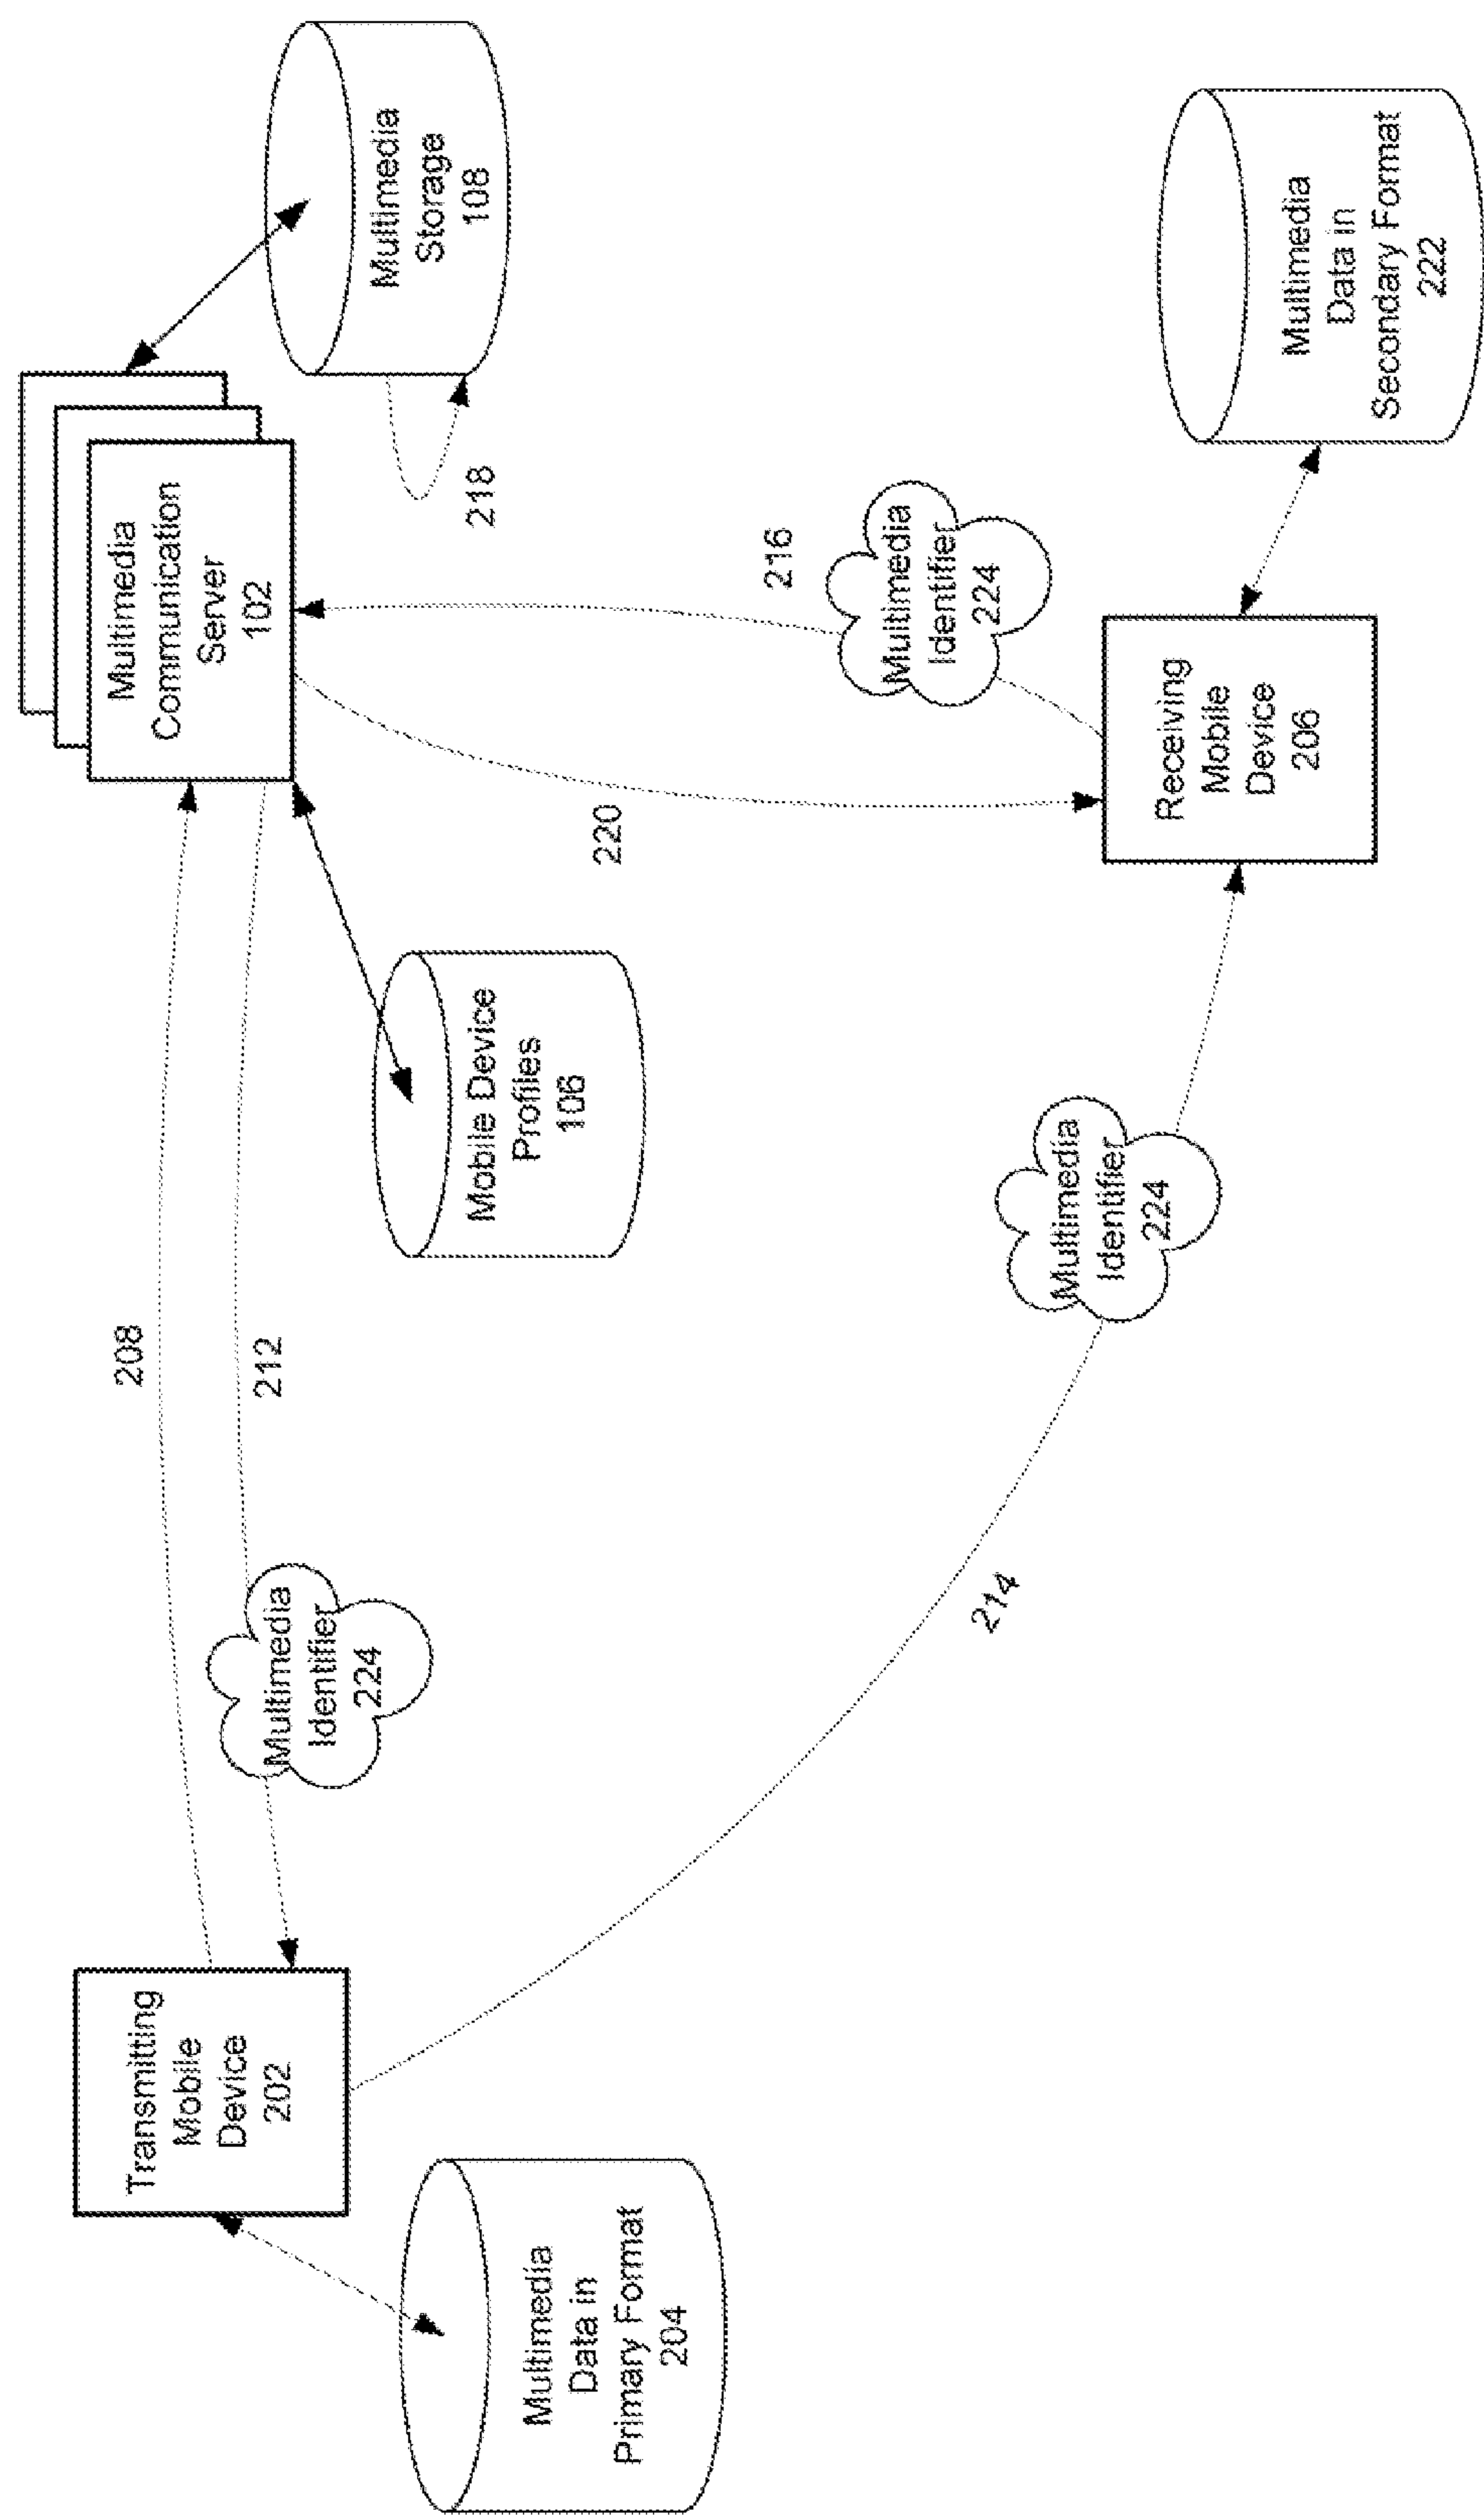 Transmitting
Mobile
Device
202
Multimedia
Data in
Primary Format
204
208
212
Multimedia
Identifier
224
Multimedia
Communication
Server
102
Multimedia
Storage
108
218
Mobile Device
Profiles
106
220
216
Multimedia
Identifier
224
214
Multimedia
Identifier
224
Receiving
Mobile
Device
206
Multimedia
Data in
Secondary Format
222